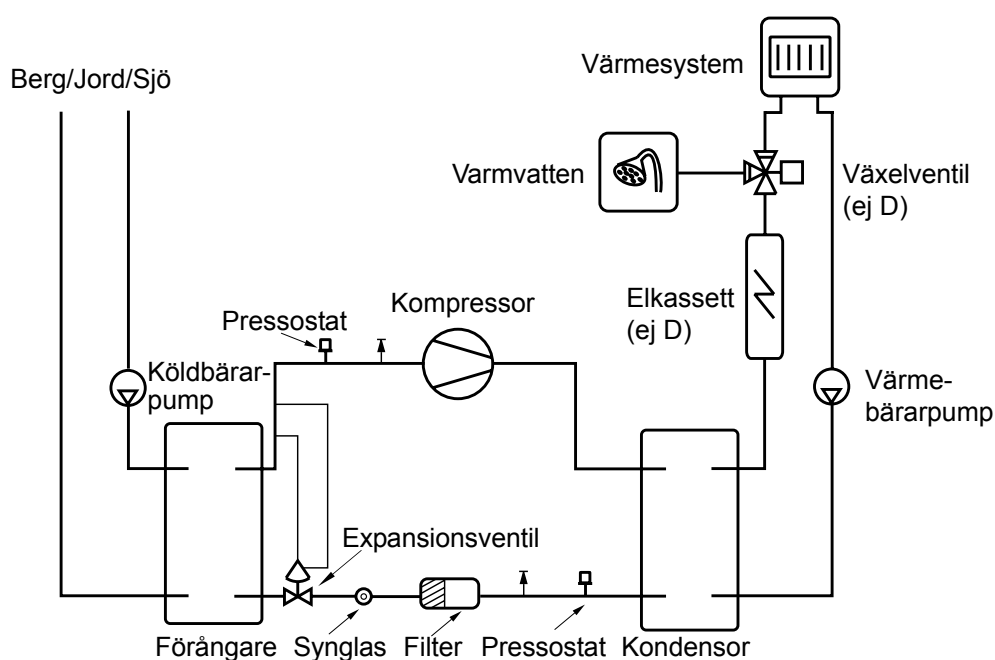 Värmesystem
Berg/Jord/Sjö
Varmvatten
Växelventil
(ej D)
Elkassett
(ej D)
Kompressor
Pressostat
Köldbärar-
pump
Värme-
bärarpump
Expansionsventil
Förångare
Synglas
Filter
Pressostat
Kondensor